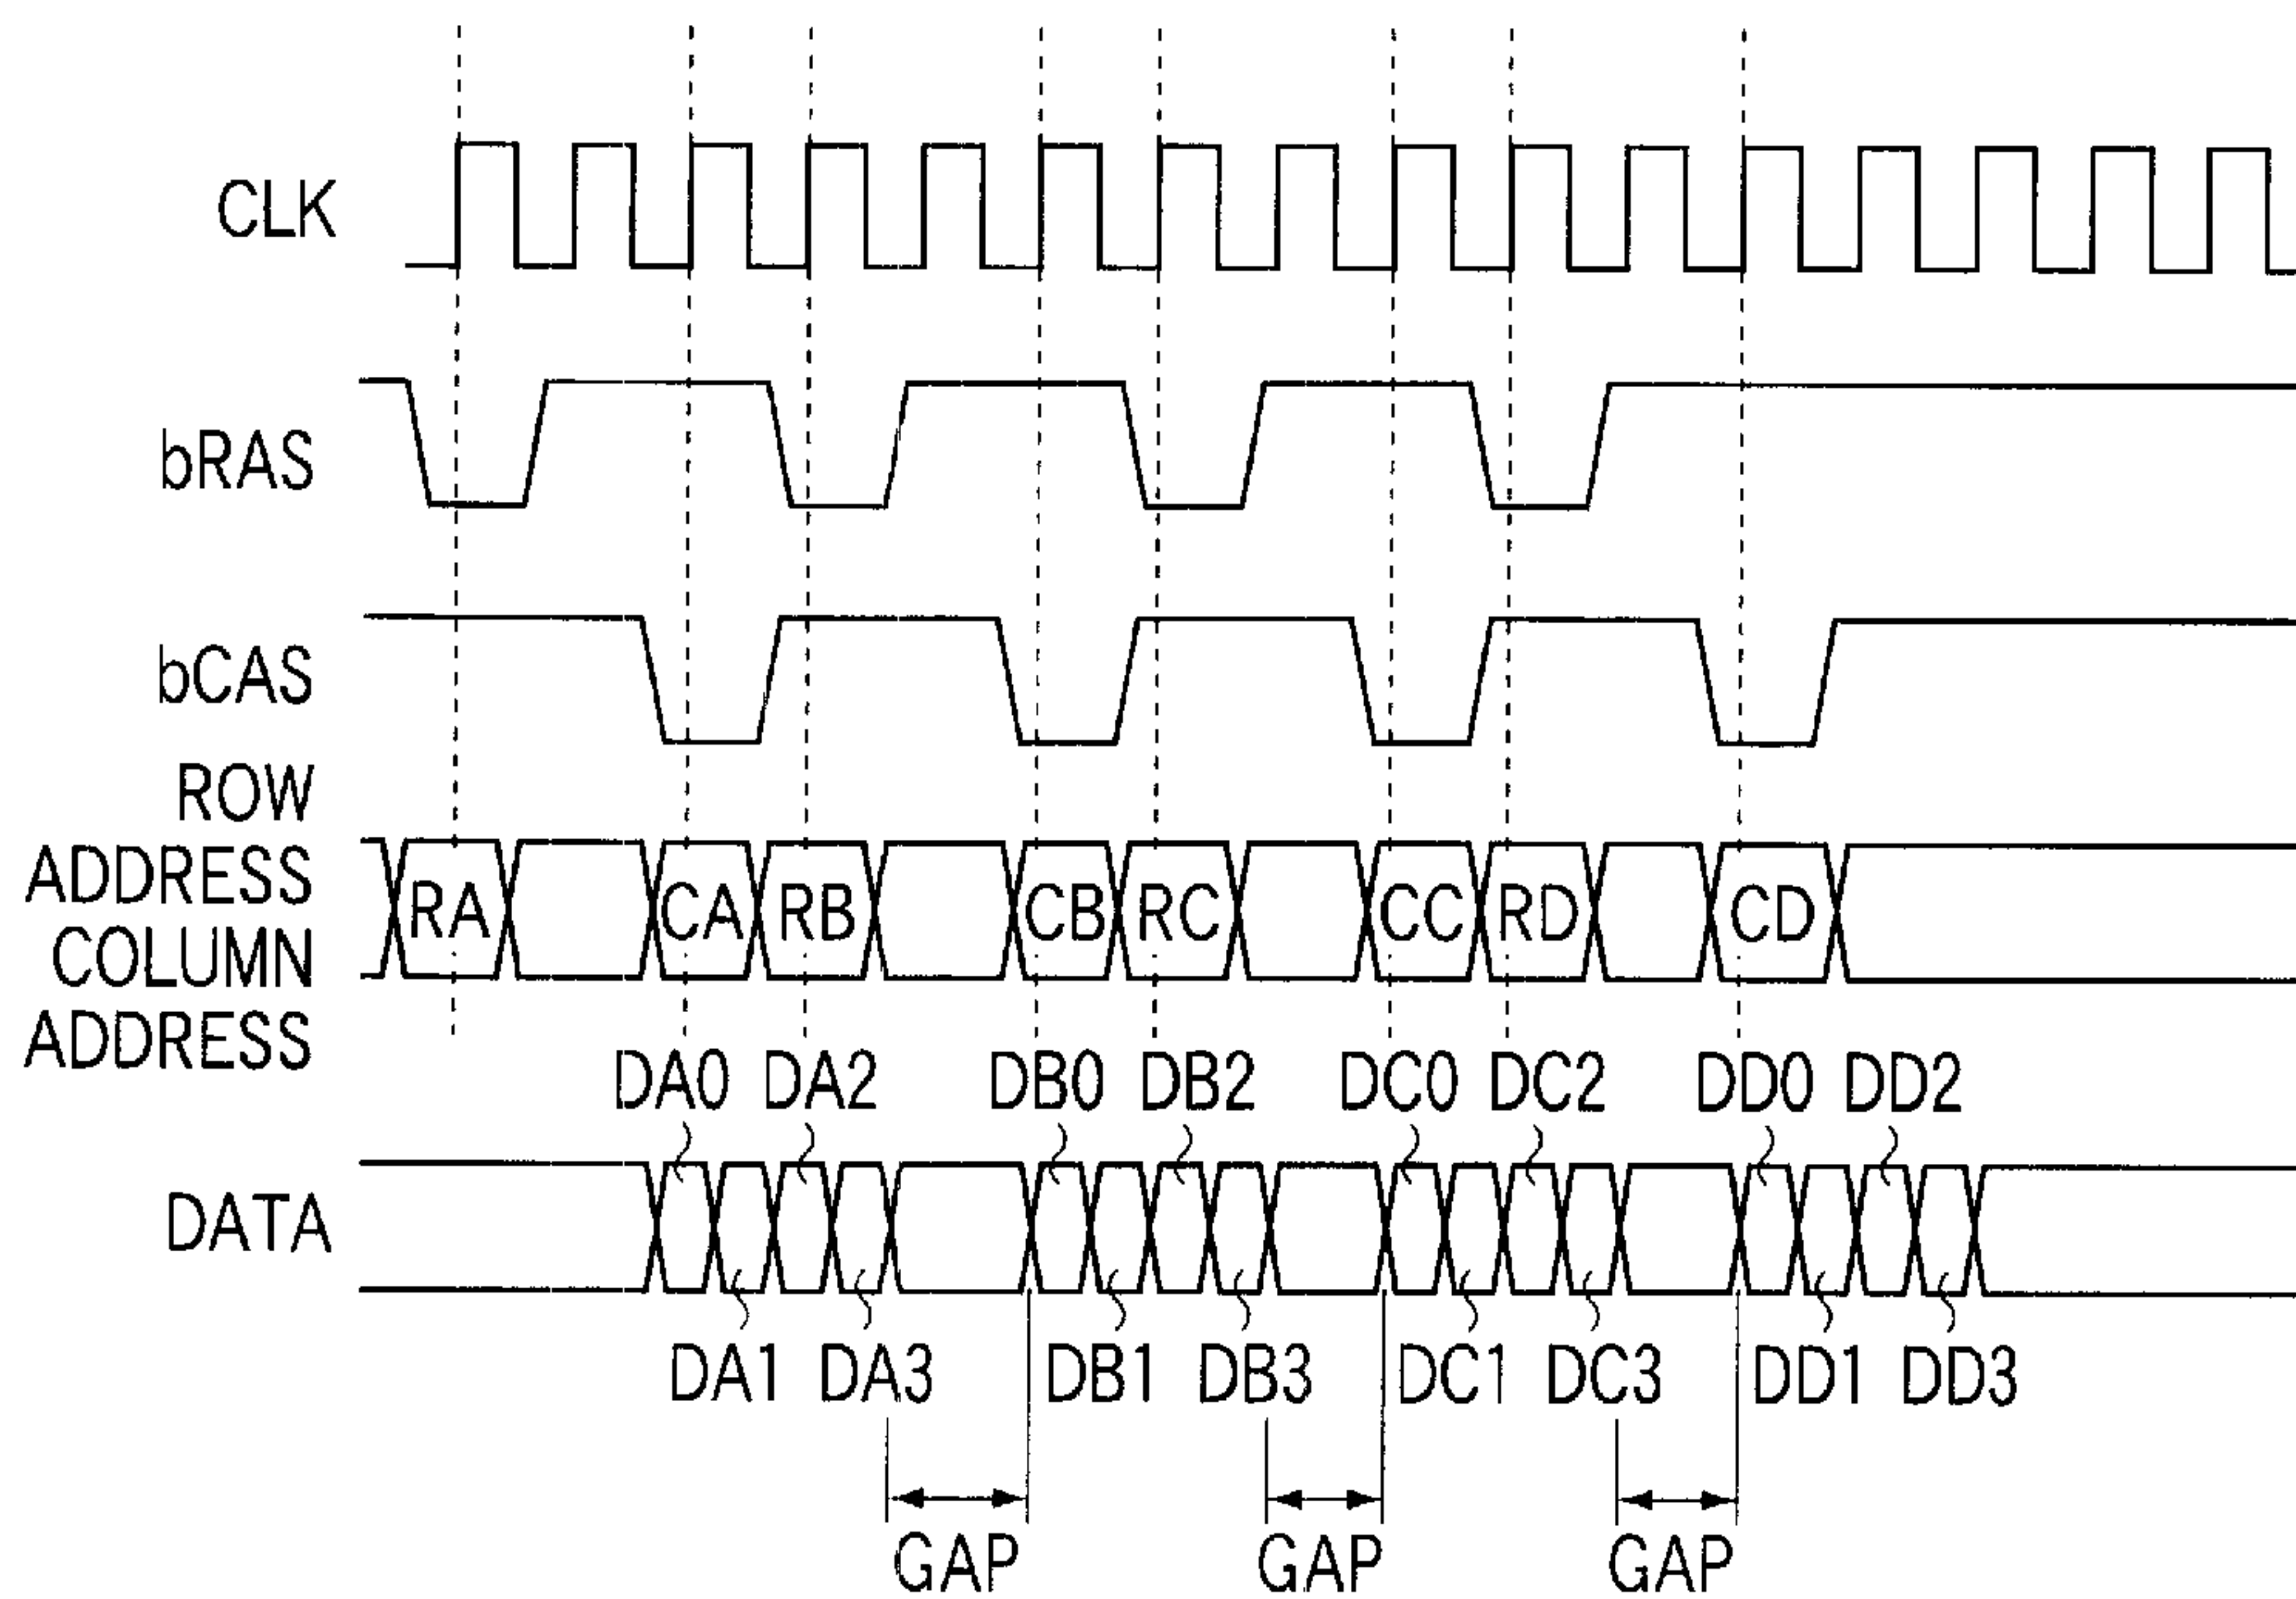 CLK
bRAS
bCAS
ROW
ADDRESS
COLUMN
ADDRESS
RA CA RB CB RC CC RD CD
DA0 DA2 DB0 DB2 DC0 DC2 DD0 DD2
DATA
DA1 DA3 DB1 DB3 DC1 DC3 DD1 DD3
GAP GAP GAP